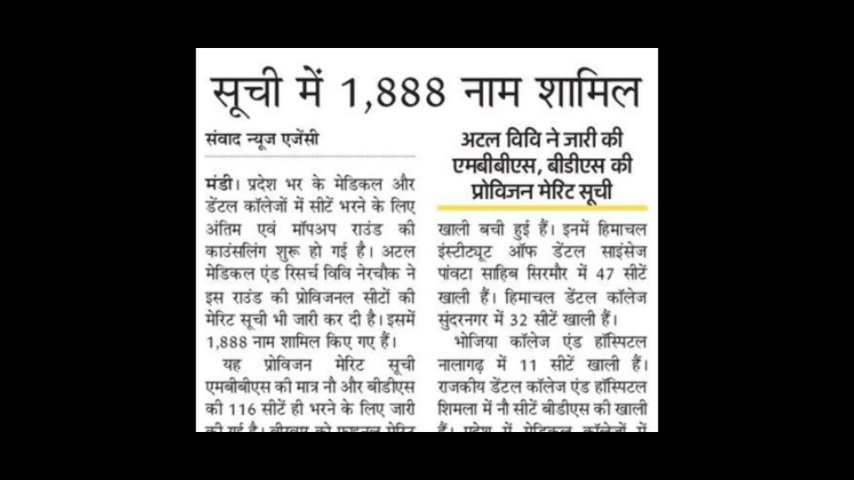 सूची में 1,888 नाम शामिल
संवाद न्यूज एजेंसी
मंडी। प्रदेश भर के मेडिकल और
डेंटल कॉलेजों में सीटें भरने के लिए
अंतिम एवं मॉपअप राउंड की
काउंसलिंग शुरू हो गई है। अटल
मेडिकल एंड रिसर्च विवि नेरचौक ने
इस राउंड की प्रोविजनल सीटों की
मेरिट सूची भी जारी कर दी है। इसमें
1,888 नाम शामिल किए गए हैं।
यह प्रोविजन मेरिट सूची
एमबीबीएस की मात्र नौ और बीडीएस
की 116 सीटें ही भरने के लिए जारी
की गई है।
अटल विवि ने जारी की
एमबीबीएस, बीडीएस की
प्रोविजन मेरिट सूची
खाली बची हुई हैं। इनमें हिमाचल
इंस्टीट्यूट ऑफ डेंटल साइंसेज
पांवटा साहिब सिरमौर में 47 सीटें
खाली हैं। हिमाचल डेंटल कॉलेज
सुंदरनगर में 32 सीटें खाली हैं।
भोजिया कॉलेज एंड हॉस्पिटल
नालागढ़ में 11 सीटें खाली हैं।
राजकीय डेंटल कॉलेज एंड हॉस्पिटल
शिमला में नौ सीटें बीडीएस की खाली